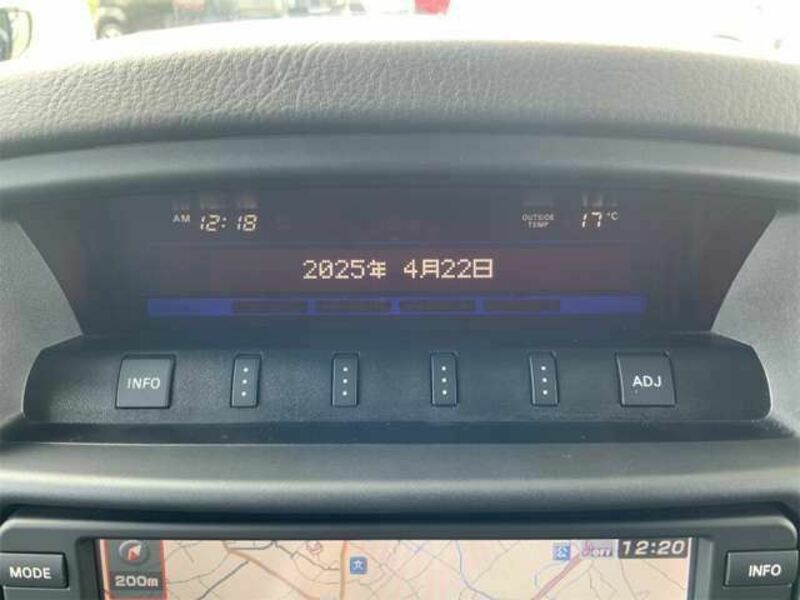 AM 12:18 OUTSIDE TEMP 17°C
2025年 4月22日
INFO ADJ
12:20
MODE 200m 文 INFO